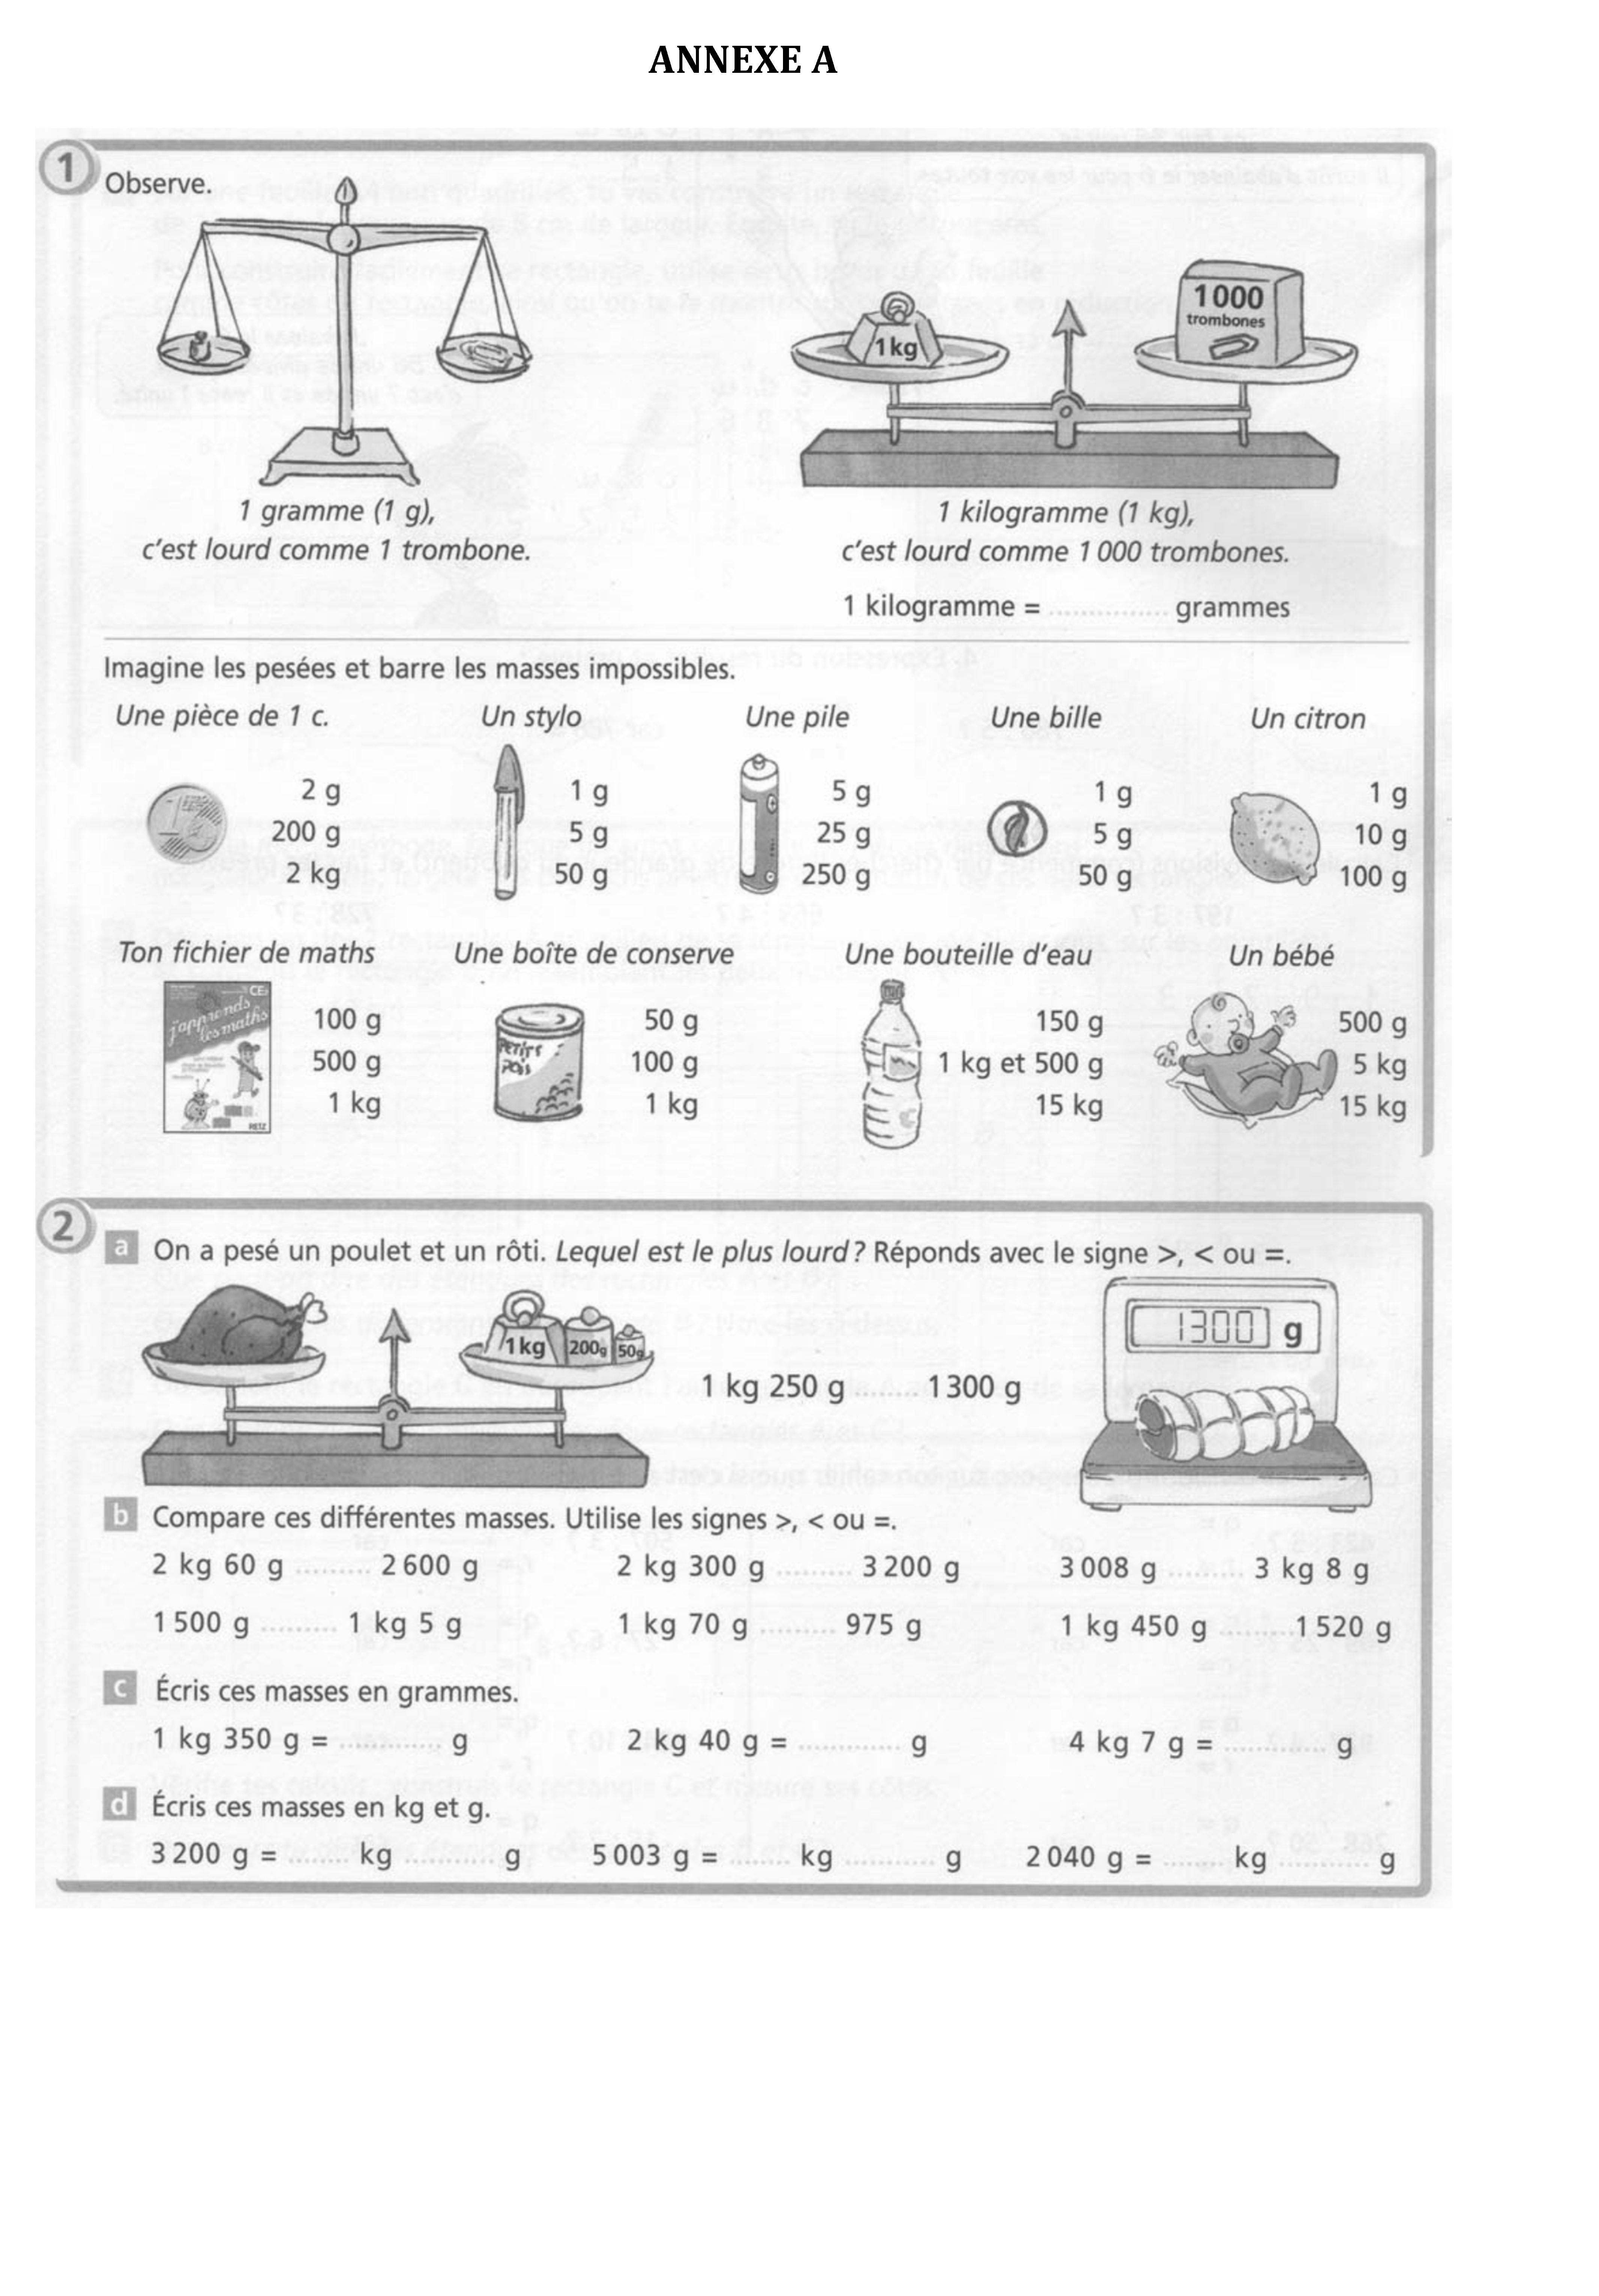 ANNEXE A
1
Observe.
1 kg
1000
trombones
1 gramme (1 g),
c'est lourd comme 1 trombone.
1 kilogramme (1 kg),
c'est lourd comme 1 000 trombones.
1 kilogramme = ............... grammes
Imagine les pesées et barre les masses impossibles.
Une pièce de 1 c. Un stylo Une pile Une bille Un citron
2 g 1 g 5 g 1 g 1 g
200 g 5 g 25 g 5 g 10 g
2 kg 50 g 250 g 50 g 100 g
Ton fichier de maths Une boîte de conserve Une bouteille d'eau Un bébé
CE
j'apprends
les maths
RETZ
Petits
pois
100 g 50 g 150 g 500 g
500 g 100 g 1 kg et 500 g 5 kg
1 kg 1 kg 15 kg 15 kg
2
a On a pesé un poulet et un rôti. Lequel est le plus lourd ? Réponds avec le signe >, < ou =.
1300 g
1 kg 200g 50g
1 kg 250 g .......... 1300 g
b Compare ces différentes masses. Utilise les signes >, < ou =.
2 kg 60 g .......... 2 600 g 2 kg 300 g .......... 3 200 g 3 008 g .......... 3 kg 8 g
1 500 g .......... 1 kg 5 g 1 kg 70 g .......... 975 g 1 kg 450 g .......... 1 520 g
c Écris ces masses en grammes.
1 kg 350 g = ............. g 2 kg 40 g = ............. g 4 kg 7 g = ............. g
d Écris ces masses en kg et g.
3 200 g = ........ kg ............ g 5 003 g = ........ kg ............ g 2 040 g = ........ kg ............ g